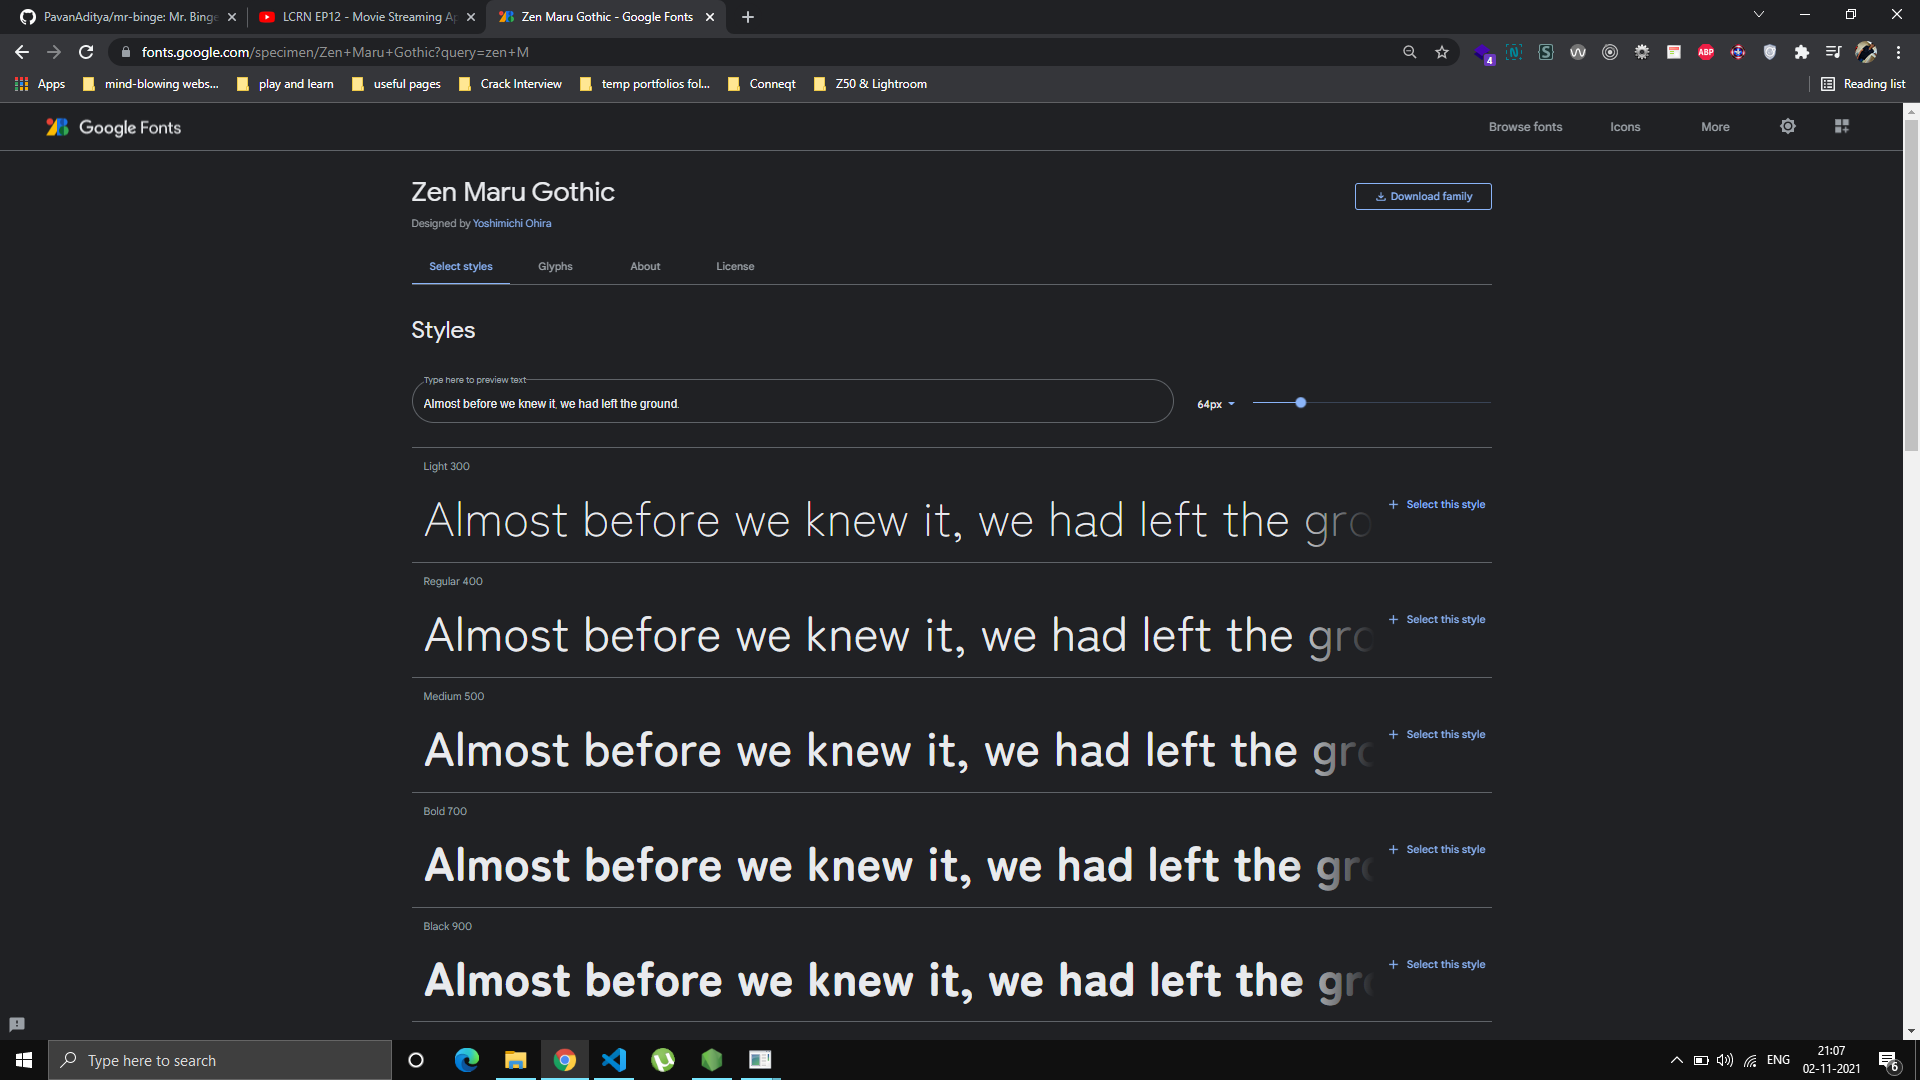 PavanAditya/mr-binge: Mr. Binge
LCRN EP12 - Movie Streaming Ap
Zen Maru Gothic - Google Fonts
fonts.google.com/specimen/Zen+Maru+Gothic?query=zen+M
4
ABP
Apps
mind-blowing webs...
play and learn
useful pages
Crack Interview
temp portfolios fol...
Conneqt
Z50 & Lightroom
Reading list
Google Fonts
Browse fonts
Icons
More
Zen Maru Gothic
Download family
Designed by Yoshimichi Ohira
Select styles
Glyphs
About
License
Styles
Type here to preview text
Almost before we knew it, we had left the ground.
64px
Light 300
Almost before we knew it, we had left the gro
Select this style
Regular 400
Almost before we knew it, we had left the gro
Select this style
Medium 500
Almost before we knew it, we had left the gro
Select this style
Bold 700
Almost before we knew it, we had left the gro
Select this style
Black 900
Almost before we knew it, we had left the gro
Select this style
Type here to search
ENG
21:07
02-11-2021
6